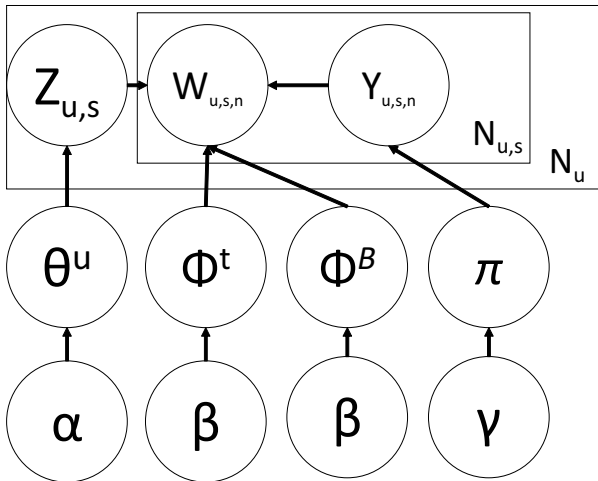 Z_{u,s} W_{u,s,n} Y_{u,s,n}
N_{u,s}
N_u
θ^u Φ^t Φ^B π
α β β γ